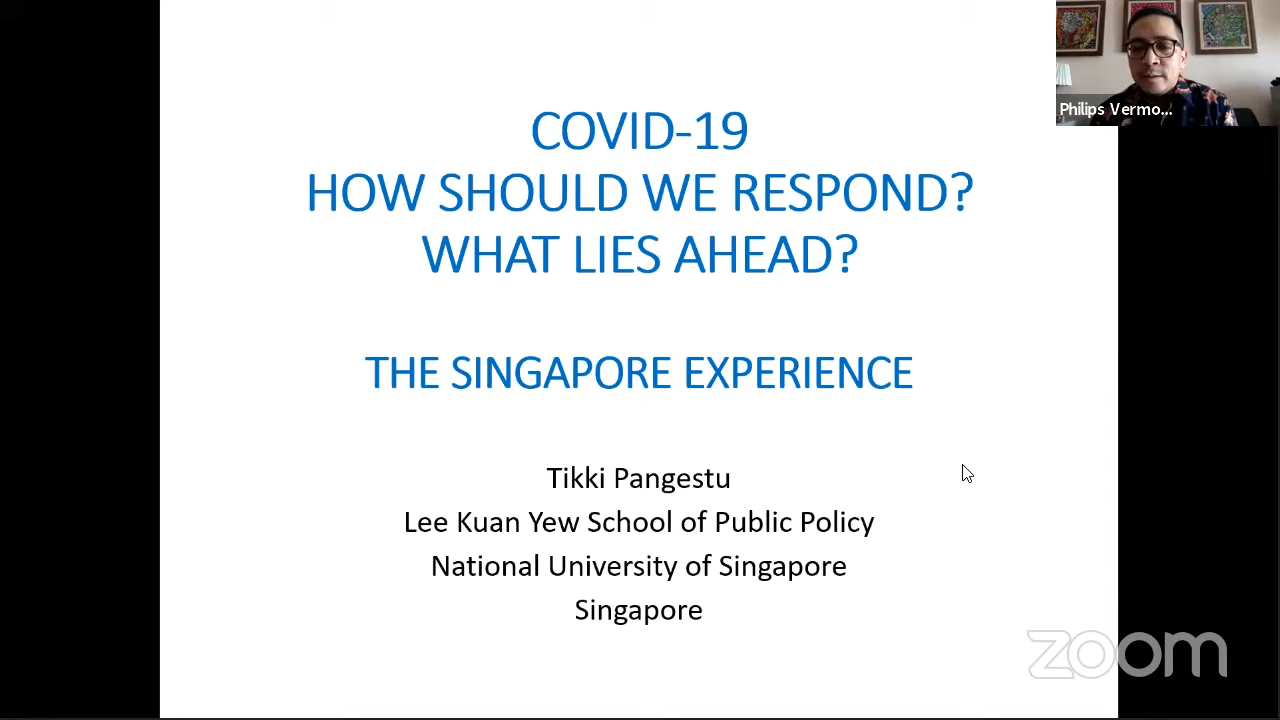 COVID-19
HOW SHOULD WE RESPOND?
WHAT LIES AHEAD?
THE SINGAPORE EXPERIENCE
Tikki Pangestu
Lee Kuan Yew School of Public Policy
National University of Singapore
Singapore
Philips Vermo...
zoom